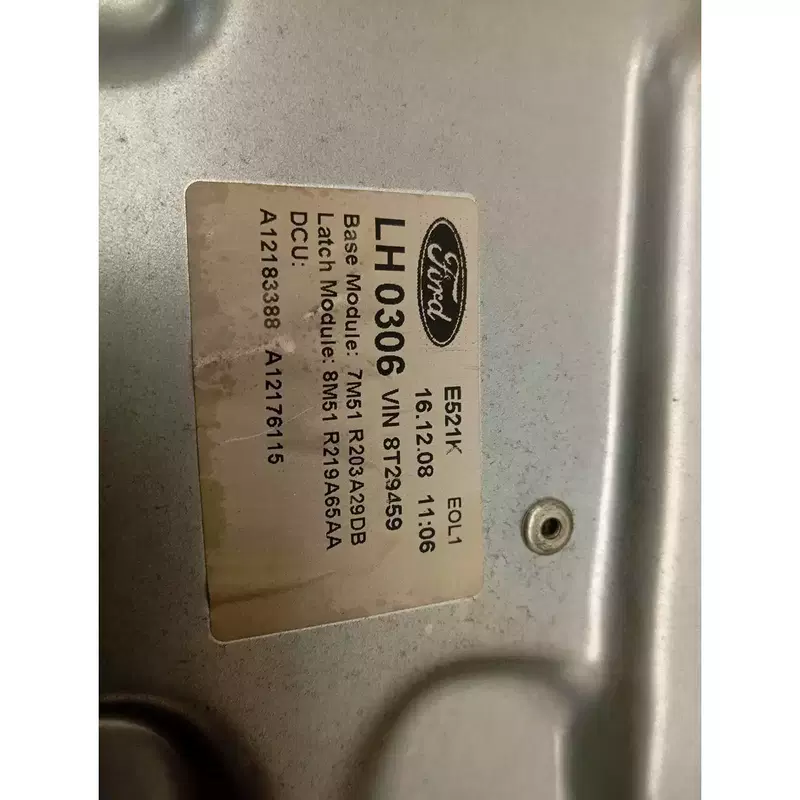 Ford
E521K EOL1
16.12.08 11:06
LH 0306 VIN 8T29459
Base Module: 7M51 R203A29DB
Latch Module: 8M51 R219A65AA
DCU:
A12183388 A12176115